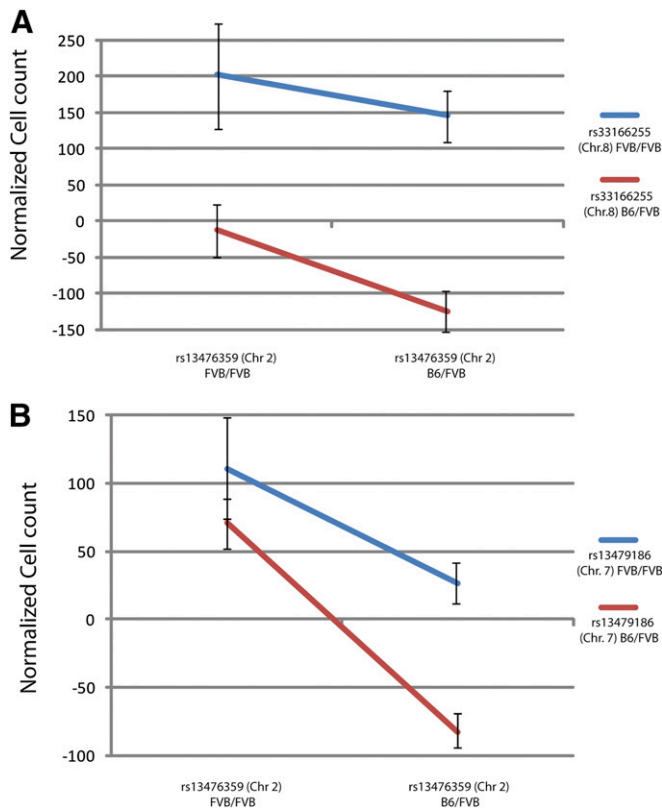 A
Normalized Cell count
250
200
150
100
50
0
-50
-100
-150
rs13476359 (Chr 2)
FVB/FVB
rs13476359 (Chr 2)
B6/FVB
rs33166255
(Chr.8) FVB/FVB
rs33166255
(Chr.8) B6/FVB
B
Normalized Cell count
150
100
50
0
-50
-100
rs13476359 (Chr 2)
FVB/FVB
rs13476359 (Chr 2)
B6/FVB
rs13479186
(Chr. 7) FVB/FVB
rs13479186
(Chr. 7) B6/FVB